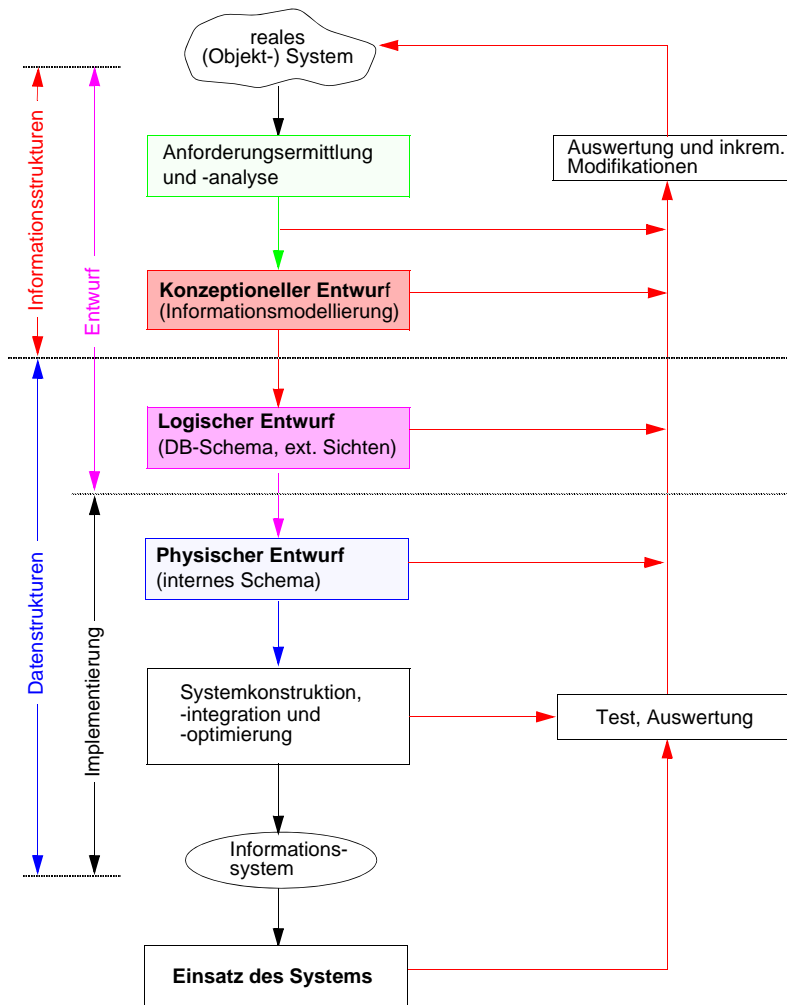 reales
(Objekt-) System
Anforderungsermittlung
und -analyse
Auswertung und inkrem.
Modifikationen
Informationsstrukturen
Entwurf
Konzeptioneller Entwurf
(Informationsmodellierung)
Logischer Entwurf
(DB-Schema, ext. Sichten)
Physischer Entwurf
(internes Schema)
Datenstrukturen
Implementierung
Systemkonstruktion,
-integration und
-optimierung
Test, Auswertung
Informations-
system
Einsatz des Systems